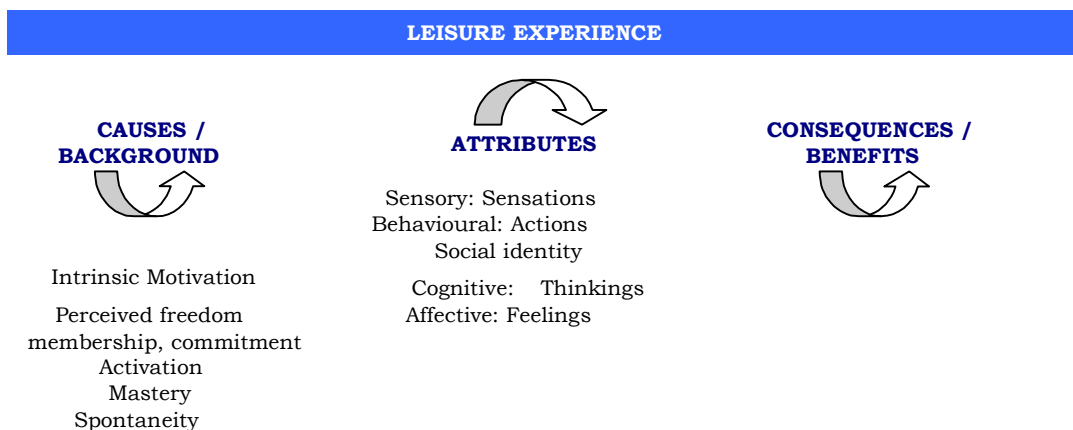 LEISURE EXPERIENCE
CAUSES /
BACKGROUND
Intrinsic Motivation
Perceived freedom
membership, commitment
Activation
Mastery
Spontaneity
ATTRIBUTES
Sensory: Sensations
Behavioural: Actions
Social identity
Cognitive: Thinkings
Affective: Feelings
CONSEQUENCES /
BENEFITS